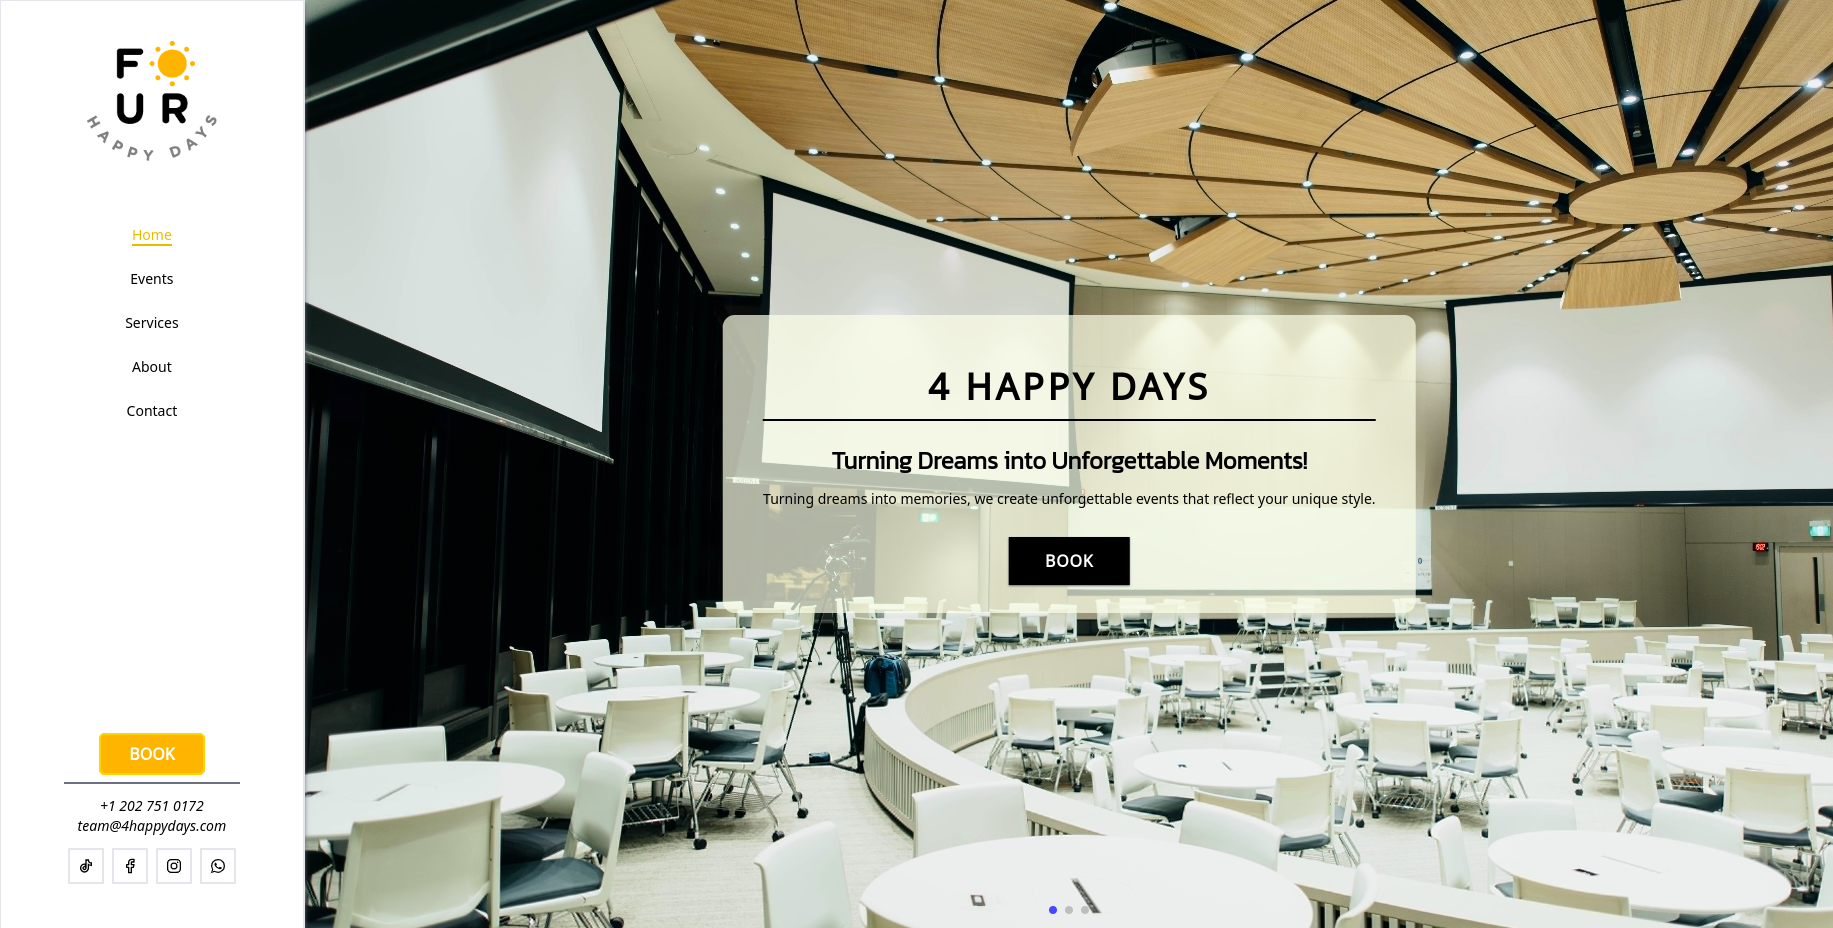 F
UR
HAPPY DAYS
Home
Events
Services
About
Contact
BOOK
+1 202 751 0172
team@4happydays.com
4 HAPPY DAYS
Turning Dreams into Unforgettable Moments!
Turning dreams into memories, we create unforgettable events that reflect your unique style.
BOOK